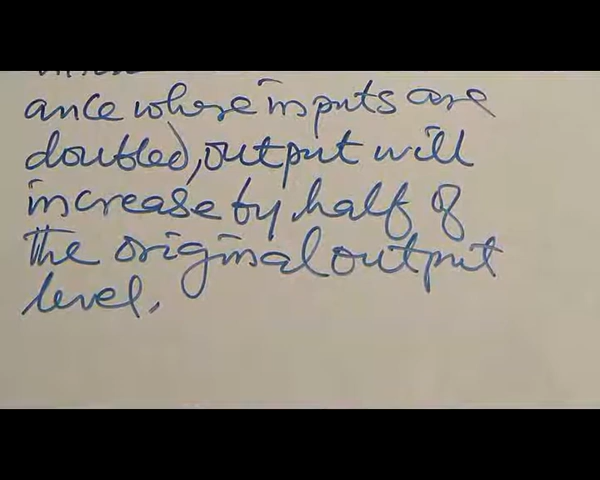 ance whose inputs are
doubled, output will
increase by half of
the original output
level.